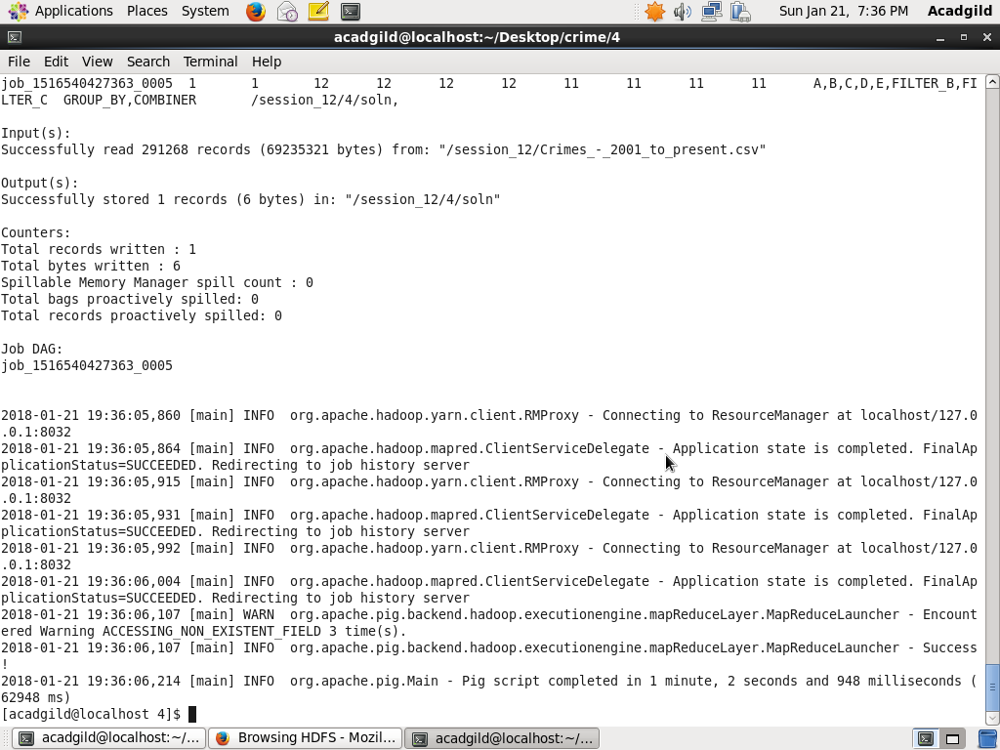 Applications Places System Sun Jan 21, 7:36 PM Acadgild
acadgild@localhost:~/Desktop/crime/4
File Edit View Search Terminal Help
job_1516540427363_0005 1 1 12 12 12 12 11 11 11 11 A,B,C,D,E,FILTER_B,FI
LTER_C GROUP_BY,COMBINER /session_12/4/soln,
Input(s):
Successfully read 291268 records (69235321 bytes) from: "/session_12/Crimes_-_2001_to_present.csv"
Output(s):
Successfully stored 1 records (6 bytes) in: "/session_12/4/soln"
Counters:
Total records written : 1
Total bytes written : 6
Spillable Memory Manager spill count : 0
Total bags proactively spilled: 0
Total records proactively spilled: 0
Job DAG:
job_1516540427363_0005
2018-01-21 19:36:05,860 [main] INFO org.apache.hadoop.yarn.client.RMProxy - Connecting to ResourceManager at localhost/127.0
.0.1:8032
2018-01-21 19:36:05,864 [main] INFO org.apache.hadoop.mapred.ClientServiceDelegate - Application state is completed. FinalAp
plicationStatus=SUCCEEDED. Redirecting to job history server
2018-01-21 19:36:05,915 [main] INFO org.apache.hadoop.yarn.client.RMProxy - Connecting to ResourceManager at localhost/127.0
.0.1:8032
2018-01-21 19:36:05,931 [main] INFO org.apache.hadoop.mapred.ClientServiceDelegate - Application state is completed. FinalAp
plicationStatus=SUCCEEDED. Redirecting to job history server
2018-01-21 19:36:05,992 [main] INFO org.apache.hadoop.yarn.client.RMProxy - Connecting to ResourceManager at localhost/127.0
.0.1:8032
2018-01-21 19:36:06,004 [main] INFO org.apache.hadoop.mapred.ClientServiceDelegate - Application state is completed. FinalAp
plicationStatus=SUCCEEDED. Redirecting to job history server
2018-01-21 19:36:06,107 [main] WARN org.apache.pig.backend.hadoop.executionengine.mapReduceLayer.MapReduceLauncher - Encount
ered Warning ACCESSING_NON_EXISTENT_FIELD 3 time(s).
2018-01-21 19:36:06,107 [main] INFO org.apache.pig.backend.hadoop.executionengine.mapReduceLayer.MapReduceLauncher - Success
!
2018-01-21 19:36:06,214 [main] INFO org.apache.pig.Main - Pig script completed in 1 minute, 2 seconds and 948 milliseconds (
62948 ms)
[acadgild@localhost 4]$
acadgild@localhost:~/... Browsing HDFS - Mozil... acadgild@localhost:~/...